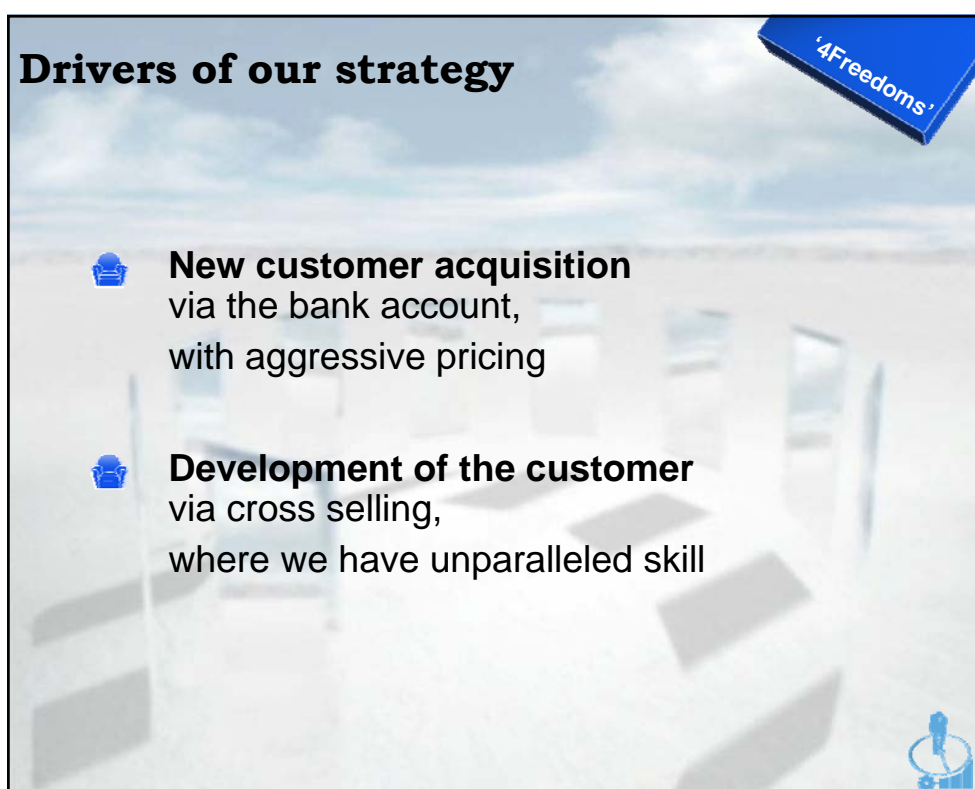 Drivers of our strategy
‘4Freedoms’
New customer acquisition
via the bank account,
with aggressive pricing
Development of the customer
via cross selling,
where we have unparalleled skill